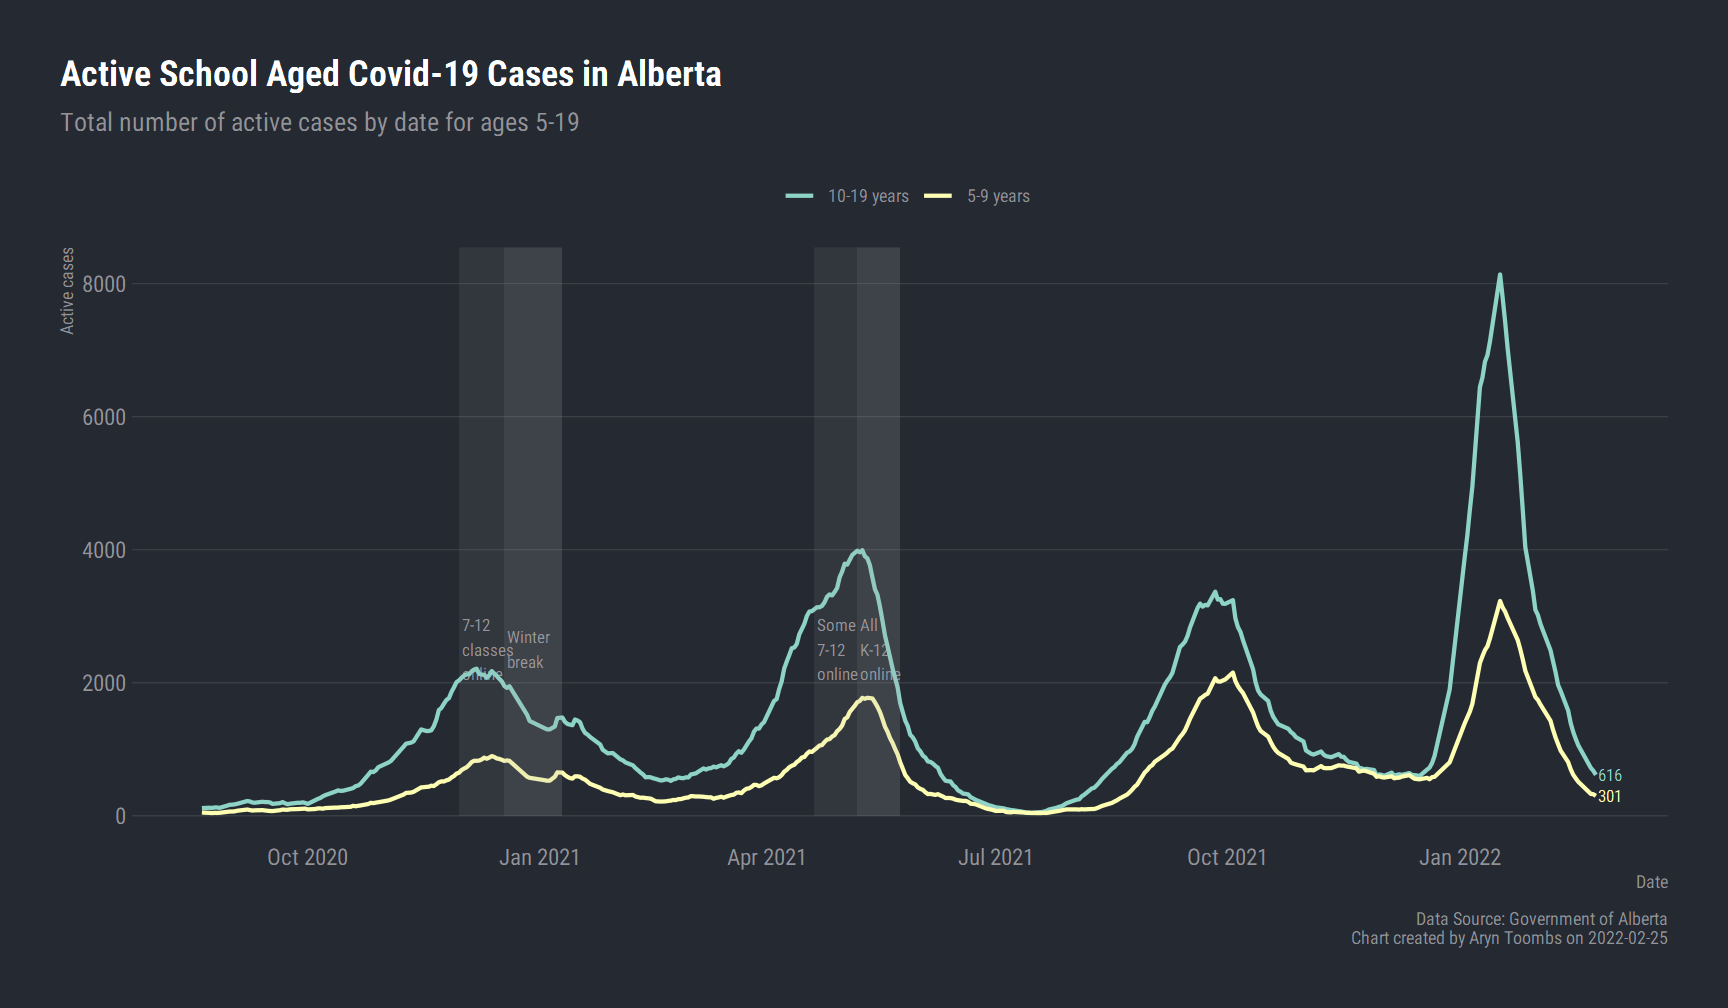 Active School Aged Covid-19 Cases in Alberta
Total number of active cases by date for ages 5-19
10-19 years 5-9 years
Active cases
8000
6000
4000
2000
0
7-12
classes
online
Winter
break
Some
7-12
online
All
K-12
online
616
301
Oct 2020 Jan 2021 Apr 2021 Jul 2021 Oct 2021 Jan 2022
Date
Data Source: Government of Alberta
Chart created by Aryn Toombs on 2022-02-25